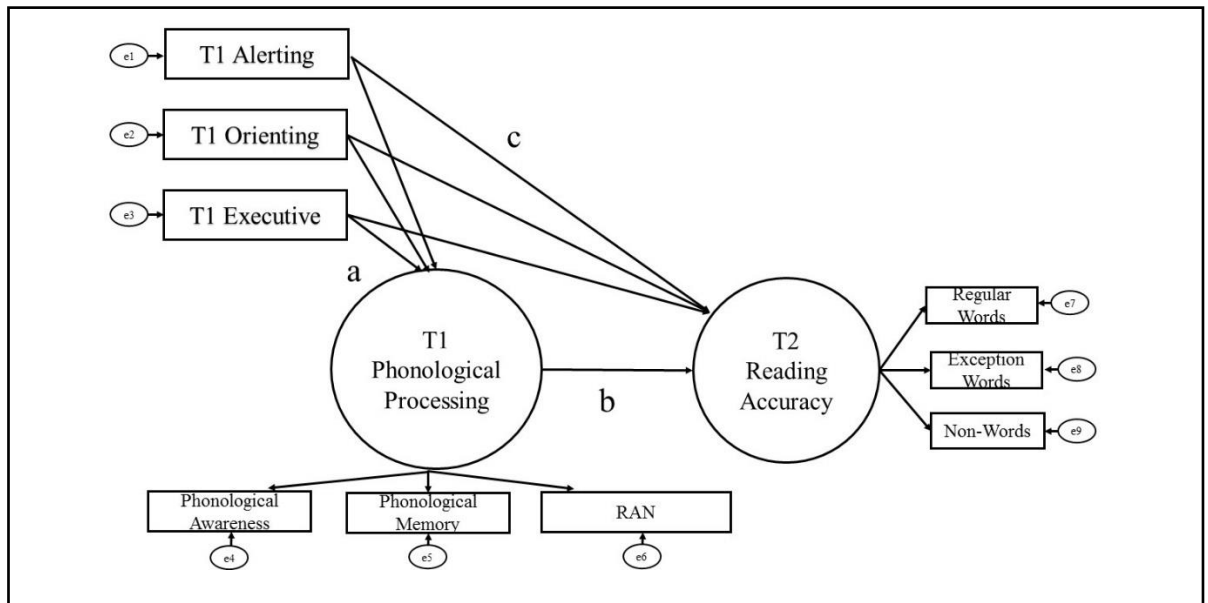 e1
T1 Alerting
e2
T1 Orienting
c
e3
T1 Executive
a
T1
Phonological
Processing
b
T2
Reading
Accuracy
Regular
Words
e7
Exception
Words
e8
Non-Words
e9
Phonological
Awareness
Phonological
Memory
RAN
e4
e5
e6